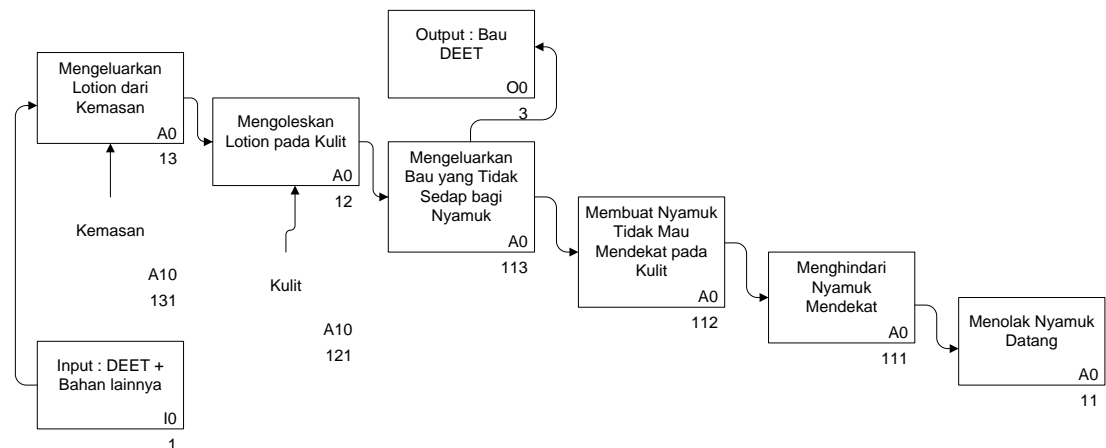 Mengeluarkan
Lotion dari
Kemasan
A0
13
Kemasan
A10
131
Input : DEET +
Bahan lainnya
I0
1
Mengoleskan
Lotion pada Kulit
A0
12
Kulit
A10
121
Output : Bau
DEET
O0
3
Mengeluarkan
Bau yang Tidak
Sedap bagi
Nyamuk
A0
113
Membuat Nyamuk
Tidak Mau
Mendekat pada
Kulit
A0
112
Menghindari
Nyamuk
Mendekat
A0
111
Menolak Nyamuk
Datang
A0
11